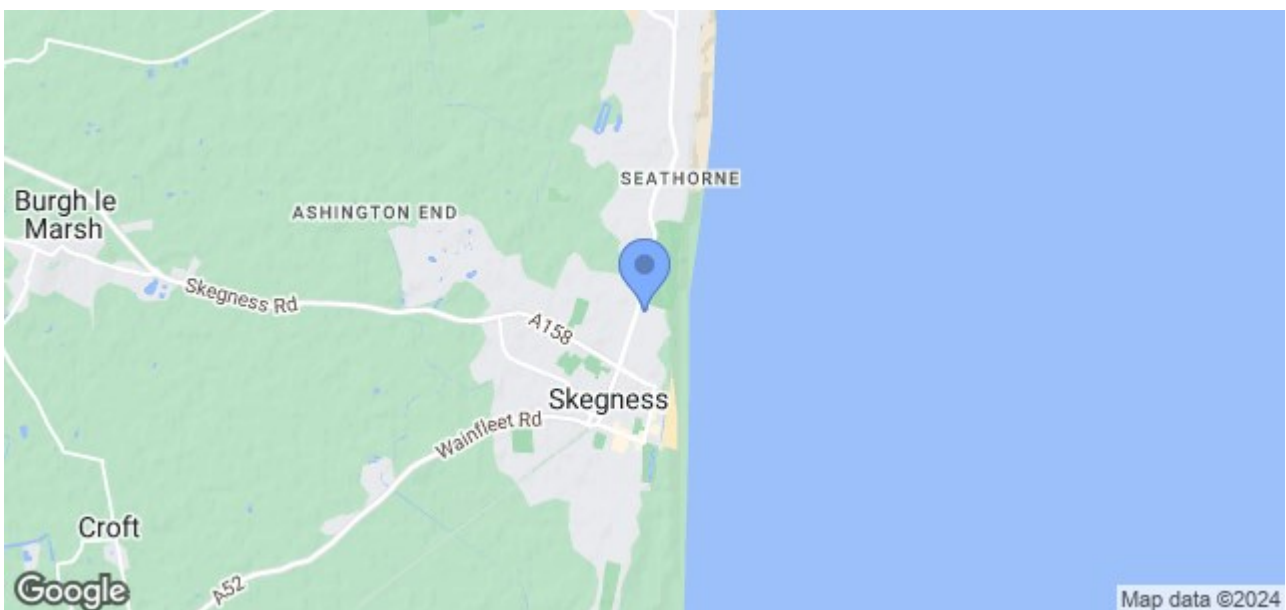 SEATHORNE
Burgh le
Marsh
ASHINGTON END
Skegness Rd
A158
Skegness
Wainfleet Rd
Croft
A52
Google
Map data ©2024